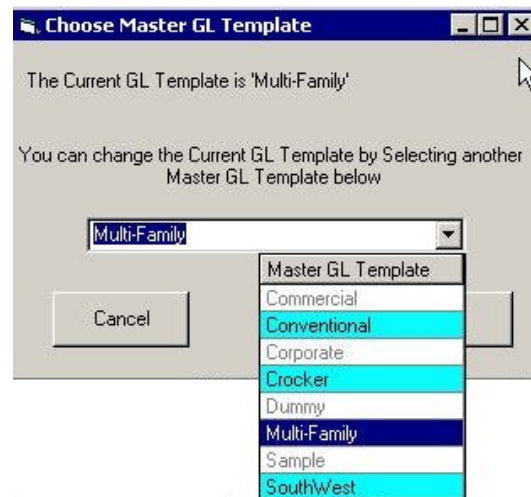 Choose Master GL Template
The Current GL Template is 'Multi-Family'
You can change the Current GL Template by Selecting another
Master GL Template below
Multi-Family
Master GL Template
Commercial
Conventional
Corporate
Crocker
Dummy
Multi-Family
Sample
SouthWest
Cancel